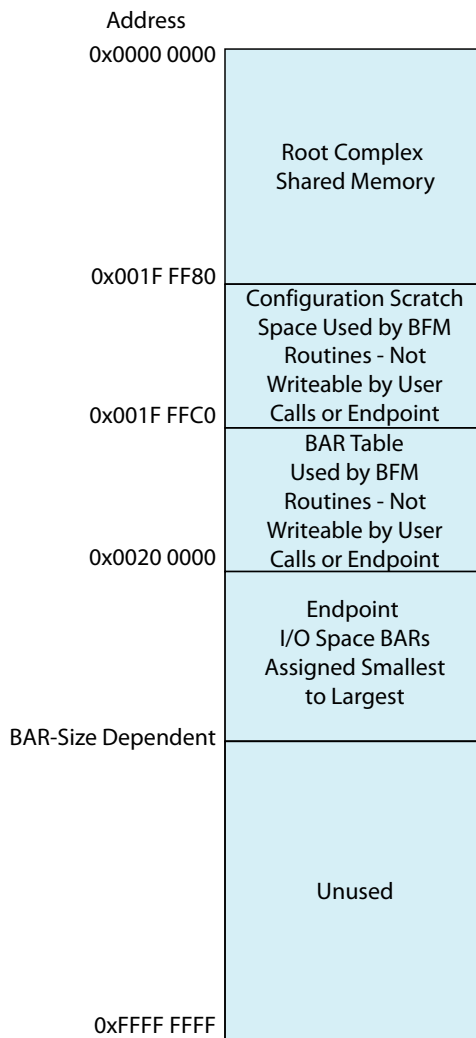 Address
0x0000 0000
Root Complex
Shared Memory
0x001F FF80
Configuration Scratch
Space Used by BFM
Routines - Not
Writeable by User
Calls or Endpoint
0x001F FFC0
BAR Table
Used by BFM
Routines - Not
Writeable by User
Calls or Endpoint
0x0020 0000
Endpoint
I/O Space BARs
Assigned Smallest
to Largest
BAR-Size Dependent
Unused
0xFFFF FFFF